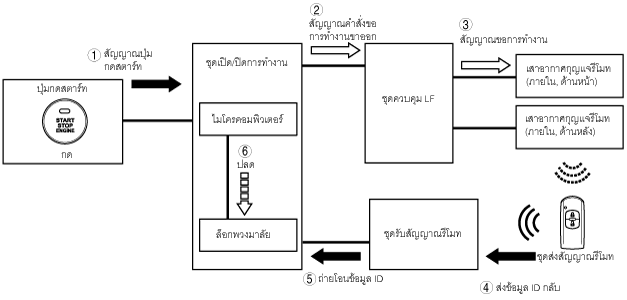 ② สัญญาณคำสั่งขอ
การทำงานขาออก
③
สัญญาณขอการทำงาน
① สัญญาณปุ่ม
กดสตาร์ท
ชุดเปิด/ปิดการทำงาน
ปุ่มกดสตาร์ท
START
STOP
ENGINE
กด
ไมโครคอมพิวเตอร์
ชุดควบคุม LF
เสาอากาศกุญแจรีโมท
(ภายใน, ด้านหน้า)
เสาอากาศกุญแจรีโมท
(ภายใน, ด้านหลัง)
⑥
ปลด
ล็อกพวงมาลัย
ชุดรับสัญญาณรีโมท
ชุดส่งสัญญาณรีโมท
⑤ ถ่ายโอนข้อมูล ID
④ ส่งข้อมูล ID กลับ